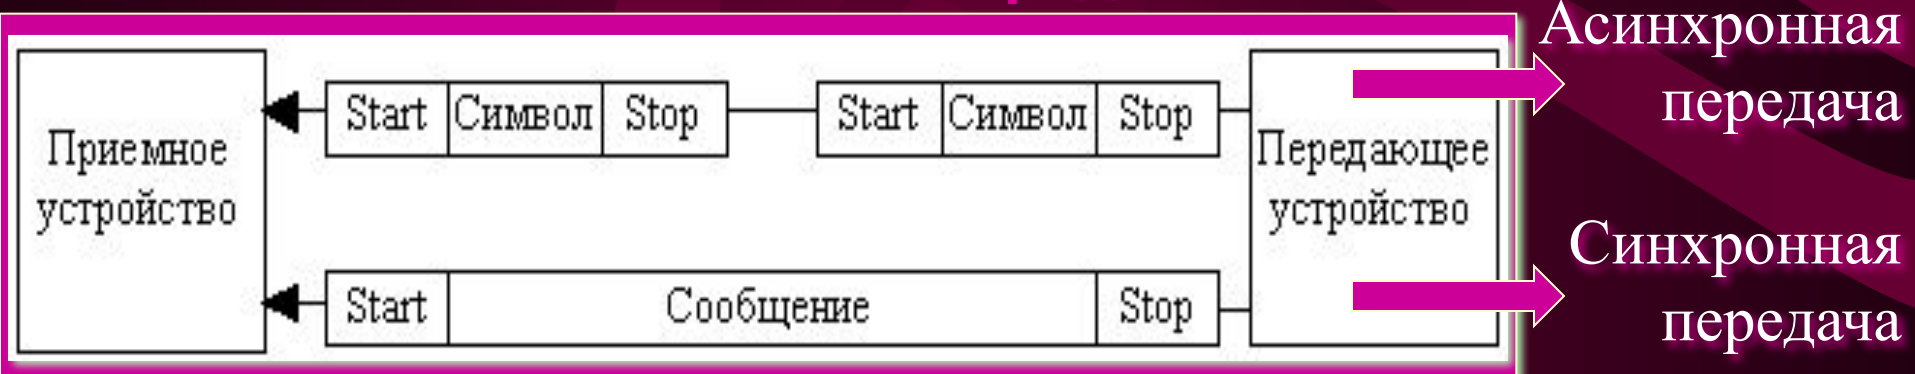 Асинхронная
передача
Start Символ Stop Start Символ Stop
Приемное
устройство
Передающее
устройство
Синхронная
передача
Start Сообщение Stop